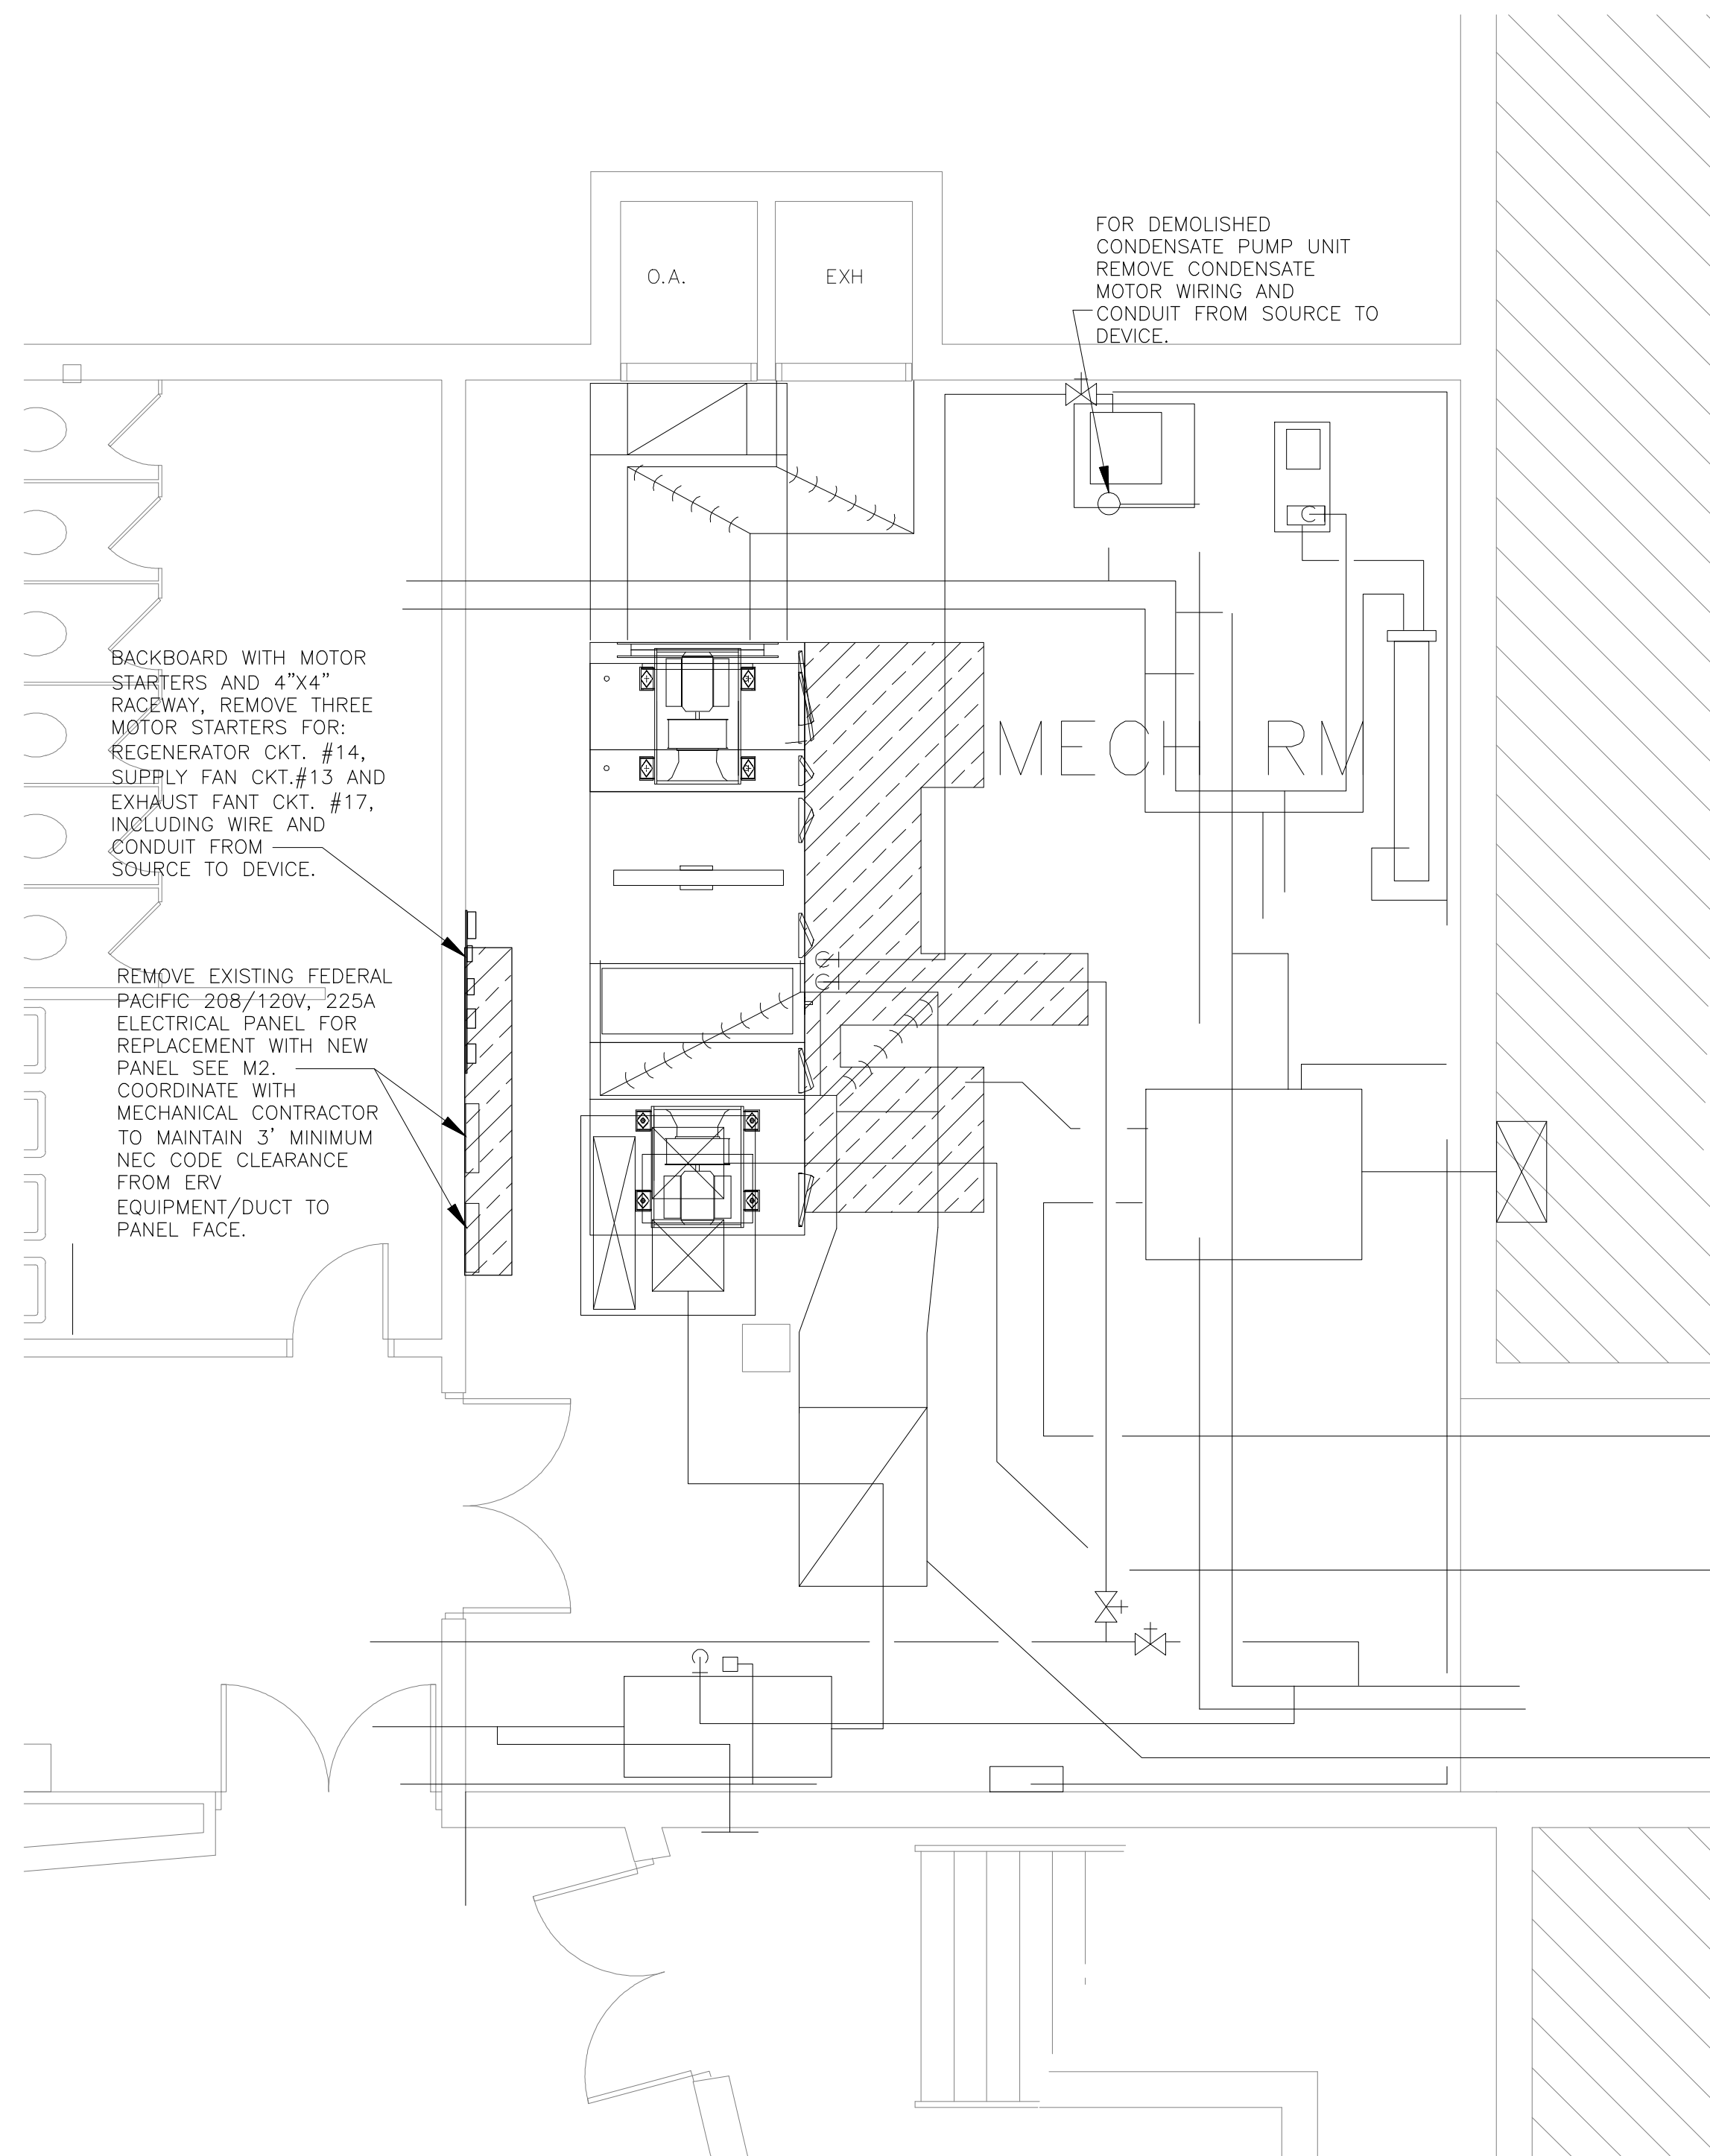 O.A.
EXH
FOR DEMOLISHED
CONDENSATE PUMP UNIT
REMOVE CONDENSATE
MOTOR WIRING AND
CONDUIT FROM SOURCE TO
DEVICE.
BACKBOARD WITH MOTOR
STARTERS AND 4"X4"
RACEWAY, REMOVE THREE
MOTOR STARTERS FOR:
REGENERATOR CKT. #14,
SUPPLY FAN CKT.#13 AND
EXHAUST FANT CKT. #17,
INCLUDING WIRE AND
CONDUIT FROM
SOURCE TO DEVICE.
MECH RM
REMOVE EXISTING FEDERAL
PACIFIC 208/120V, 225A
ELECTRICAL PANEL FOR
REPLACEMENT WITH NEW
PANEL SEE M2.
COORDINATE WITH
MECHANICAL CONTRACTOR
TO MAINTAIN 3' MINIMUM
NEC CODE CLEARANCE
FROM ERV
EQUIPMENT/DUCT TO
PANEL FACE.